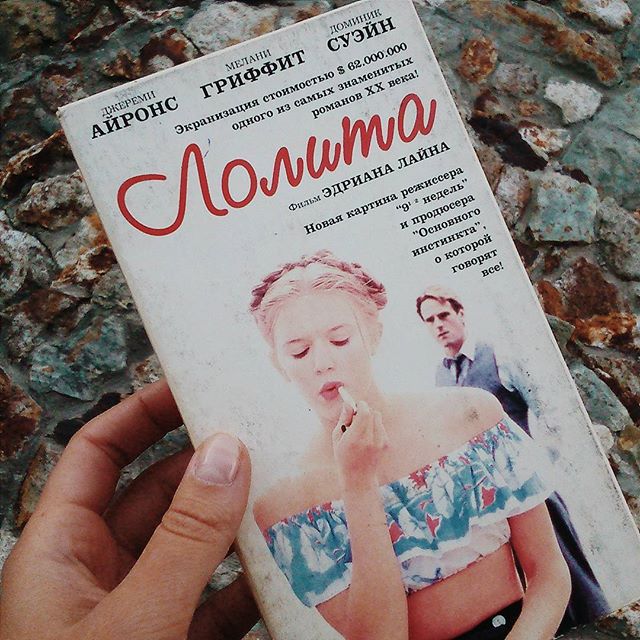 ДЖЕРЕМИ
АЙРОНС
МЕЛАНИ
ГРИФФИТ
ДОМИНИК
СУЭЙН
Экранизация стоимостью $ 62.000.000
одного из самых знаменитых
романов XX века!
Лолита
Фильм ЭДРИАНА ЛАЙНА
Новая картина режиссера
"9½ недель"
и продюсера
"Основного
инстинкта",
о которой
говорят
все!